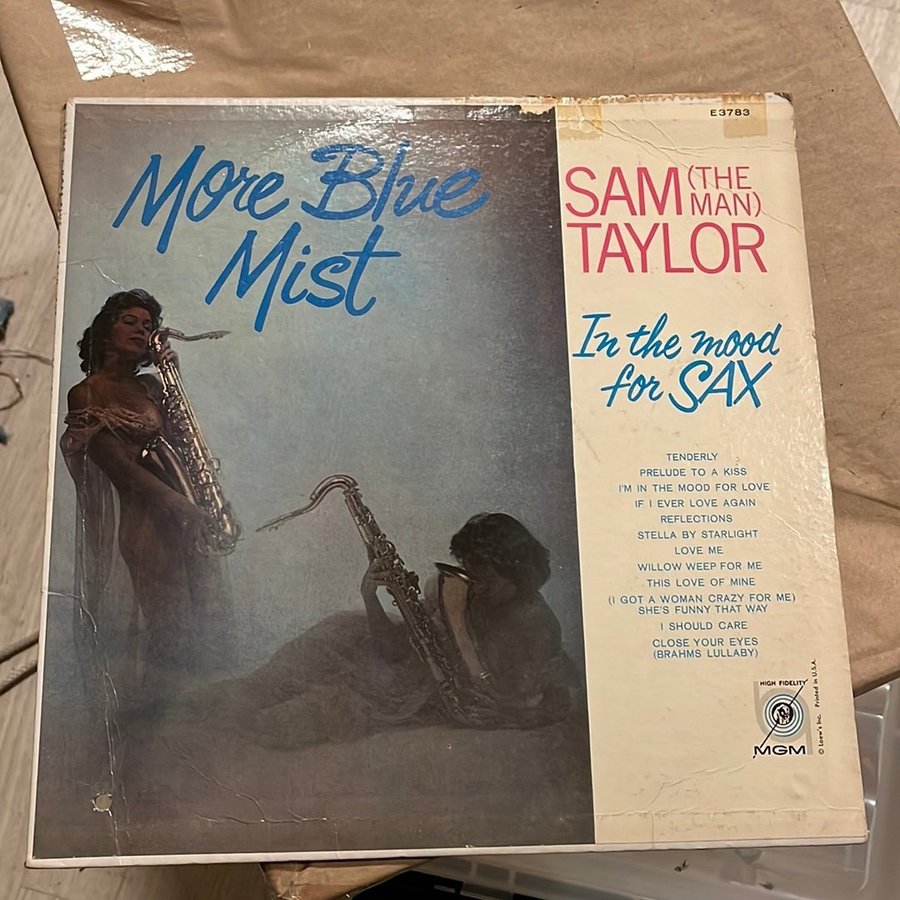 E3783
More Blue
Mist
SAM (THE
MAN)
TAYLOR
In the mood
for SAX
TENDERLY
PRELUDE TO A KISS
I'M IN THE MOOD FOR LOVE
IF I EVER LOVE AGAIN
REFLECTIONS
STELLA BY STARLIGHT
LOVE ME
WILLOW WEEP FOR ME
THIS LOVE OF MINE
(I GOT A WOMAN CRAZY FOR ME)
SHE'S FUNNY THAT WAY
I SHOULD CARE
CLOSE YOUR EYES
(BRAHMS LULLABY)
HIGH FIDELITY
MGM
© Loew's Inc. Printed in U.S.A.